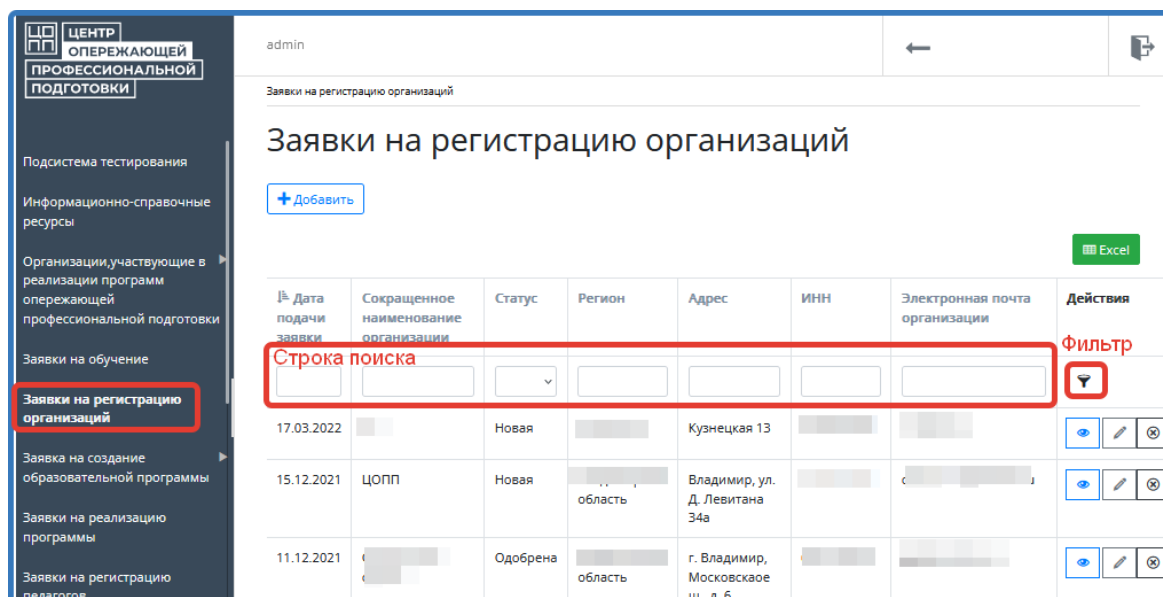 ЦОПП
ЦЕНТР
ОПЕРЕЖАЮЩЕЙ
ПРОФЕССИОНАЛЬНОЙ
ПОДГОТОВКИ
admin
Заявки на регистрацию организаций
Заявки на регистрацию организаций
Добавить
Excel
Подсистема тестирования
Информационно-справочные
ресурсы
Организации,участвующие в
реализации программ
опережающей
профессиональной подготовки
Заявки на обучение
Заявки на регистрацию
организаций
Заявка на создание
образовательной программы
Заявки на реализацию
программы
Заявки на регистрацию
педагогов
Дата
подачи
заявки
Сокращенное
наименование
организации
Статус
Регион
Адрес
ИНН
Электронная почта
организации
Действия
Строка поиска
Фильтр
17.03.2022
Новая
Кузнецкая 13
15.12.2021
ЦОПП
Новая
область
Владимир, ул.
Д. Левитана
34а
11.12.2021
Одобрена
область
г. Владимир,
Московскаое
ш., д. 6